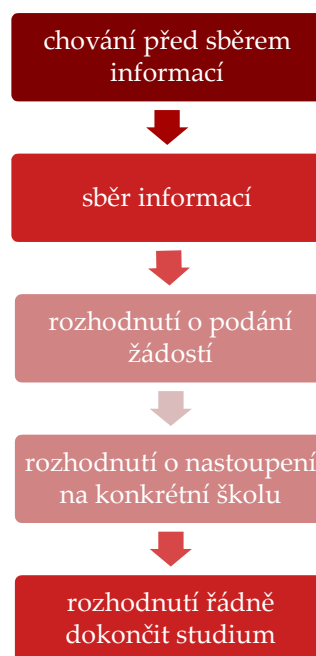 chování před sběrem
informací
sběr informací
rozhodnutí o podání
žádostí
rozhodnutí o nastoupení
na konkrétní školu
rozhodnutí řádně
dokončit studium